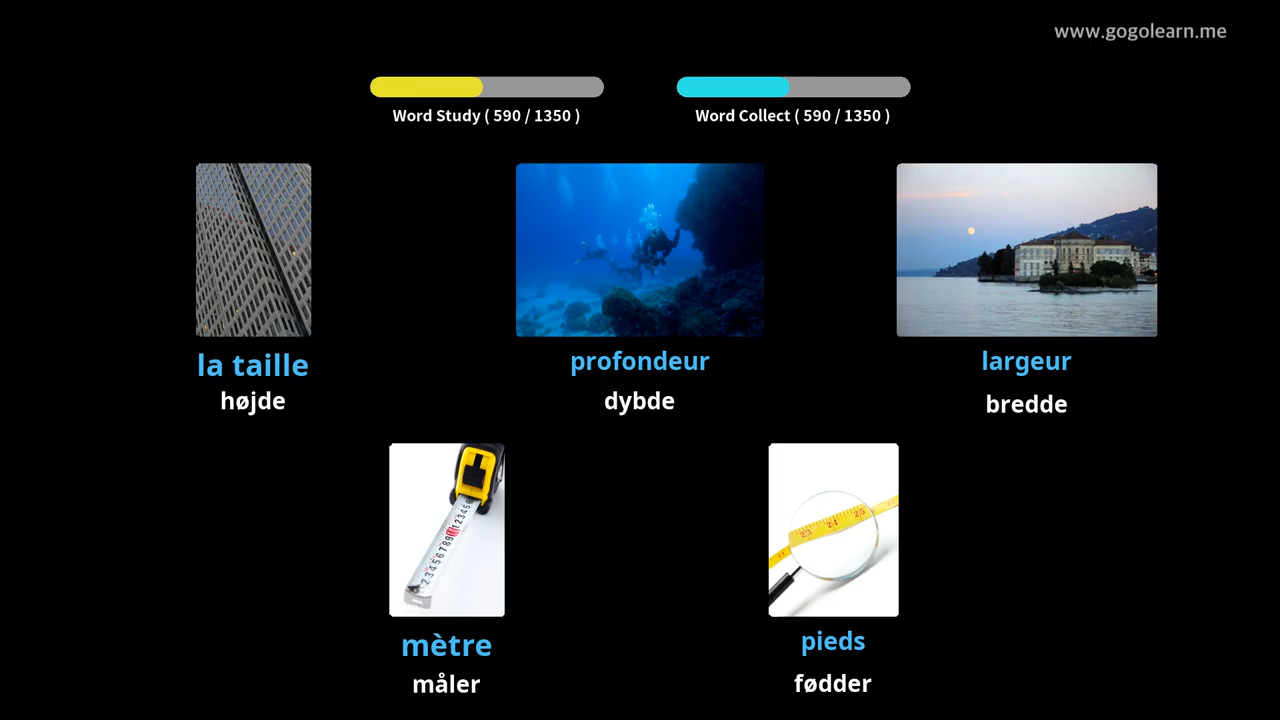 www.gogolearn.me
Word Study ( 590 / 1350 )
Word Collect ( 590 / 1350 )
la taille
højde
profondeur
dybde
largeur
bredde
mètre
måler
pieds
fødder